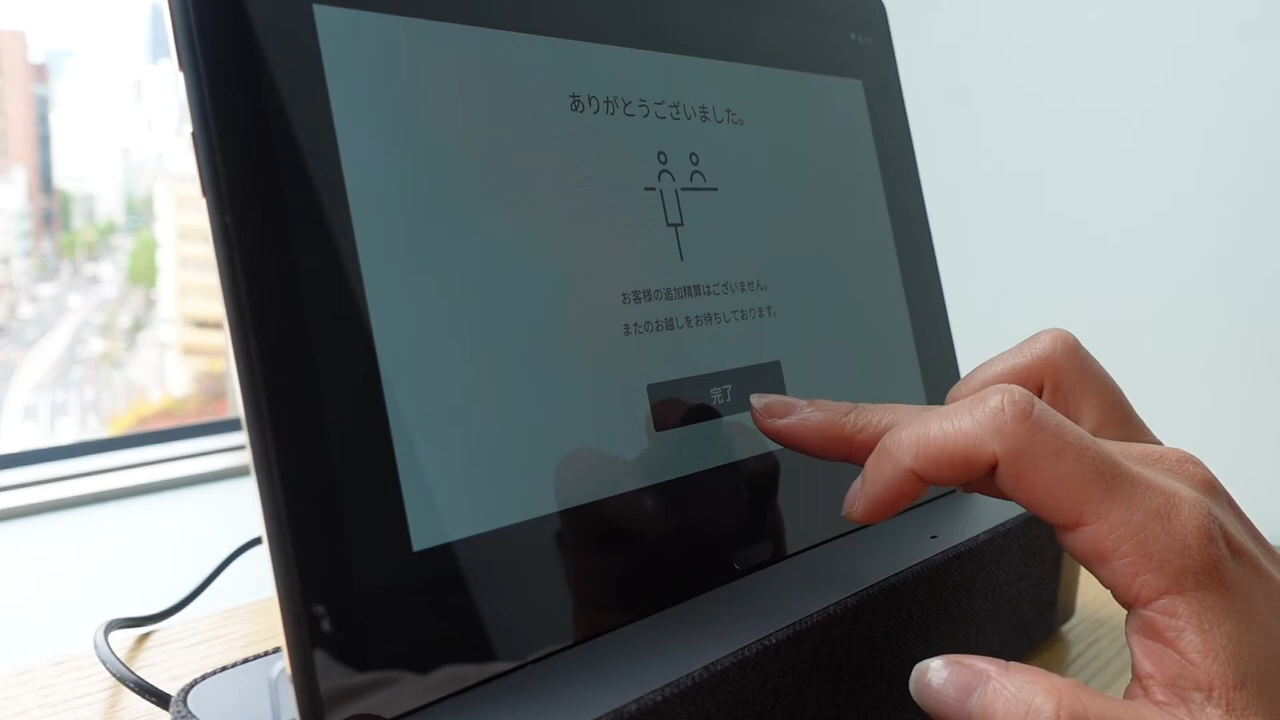 ありがとうございました。
お客様の追加精算はございません。
またのお越しをお待ちしております。
完了